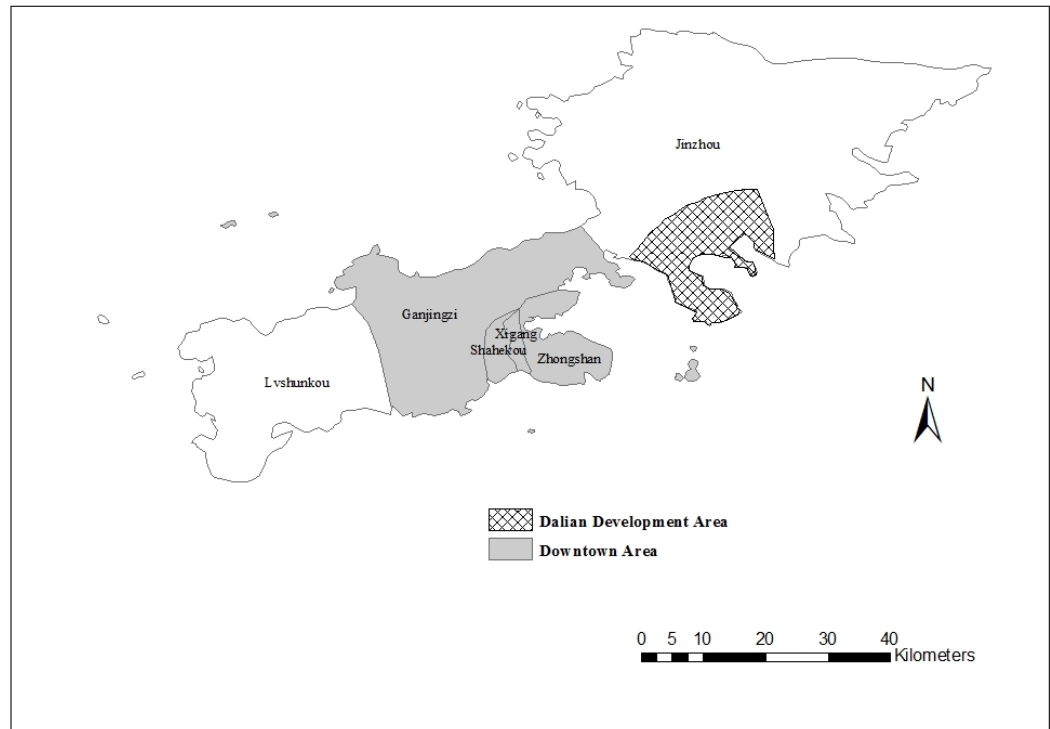 Jinzhou
Ganjingzi
Xigang
Shahekou
Zhongshan
Lvshunkou
N
Dalian Development Area
Downtown Area
0 5 10 20 30 40
Kilometers